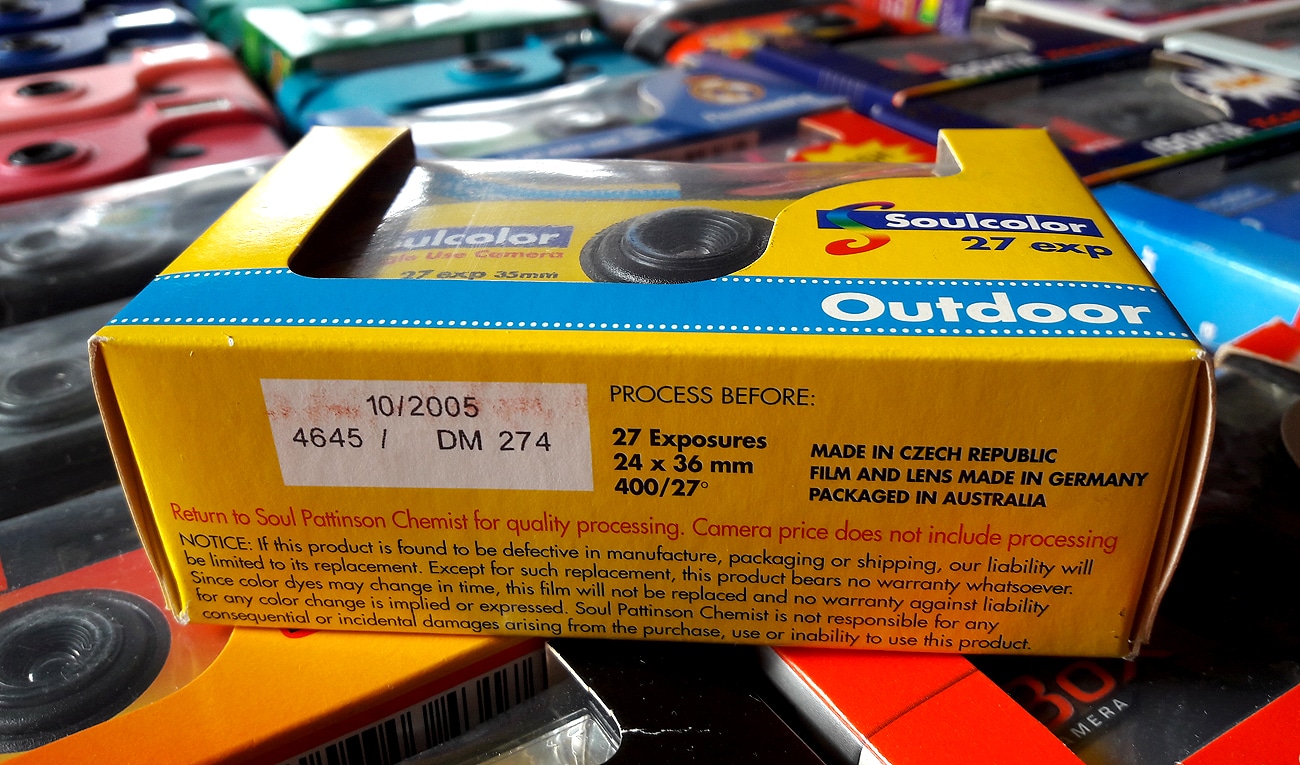 Soulcolor
27 exp
oulcolor
gle Use Camera
27 exp 35mm
Outdoor
10/2005
4645 / DM 274
PROCESS BEFORE:
27 Exposures
24 x 36 mm
400/27°
MADE IN CZECH REPUBLIC
FILM AND LENS MADE IN GERMANY
PACKAGED IN AUSTRALIA
Return to Soul Pattinson Chemist for quality processing. Camera price does not include processing
NOTICE: If this product is found to be defective in manufacture, packaging or shipping, our liability will
be limited to its replacement. Except for such replacement, this product bears no warranty whatsoever.
Since color dyes may change in time, this film will not be replaced and no warranty against liability
for any color change is implied or expressed. Soul Pattinson Chemist is not responsible for any
consequential or incidental damages arising from the purchase, use or inability to use this product.